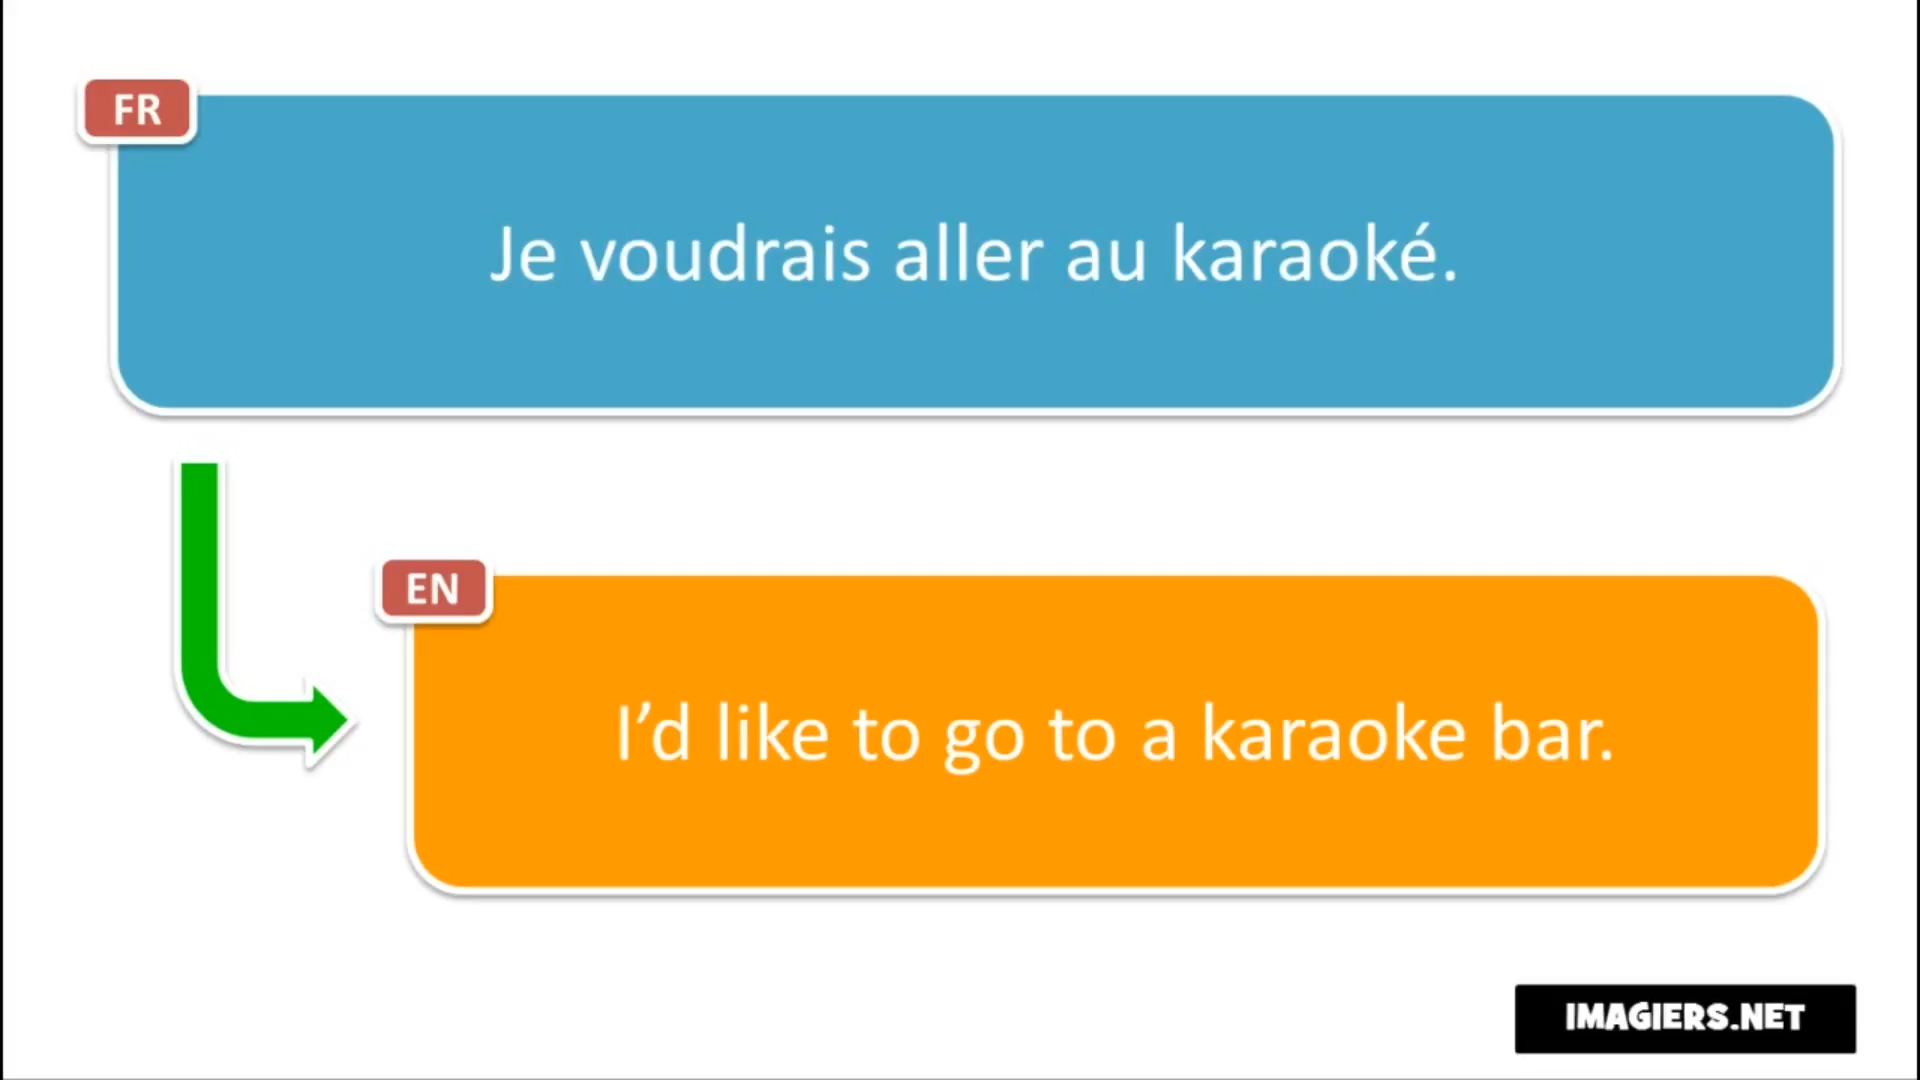 FR
Je voudrais aller au karaoké.
EN
I’d like to go to a karaoke bar.
IMAGIERS.NET